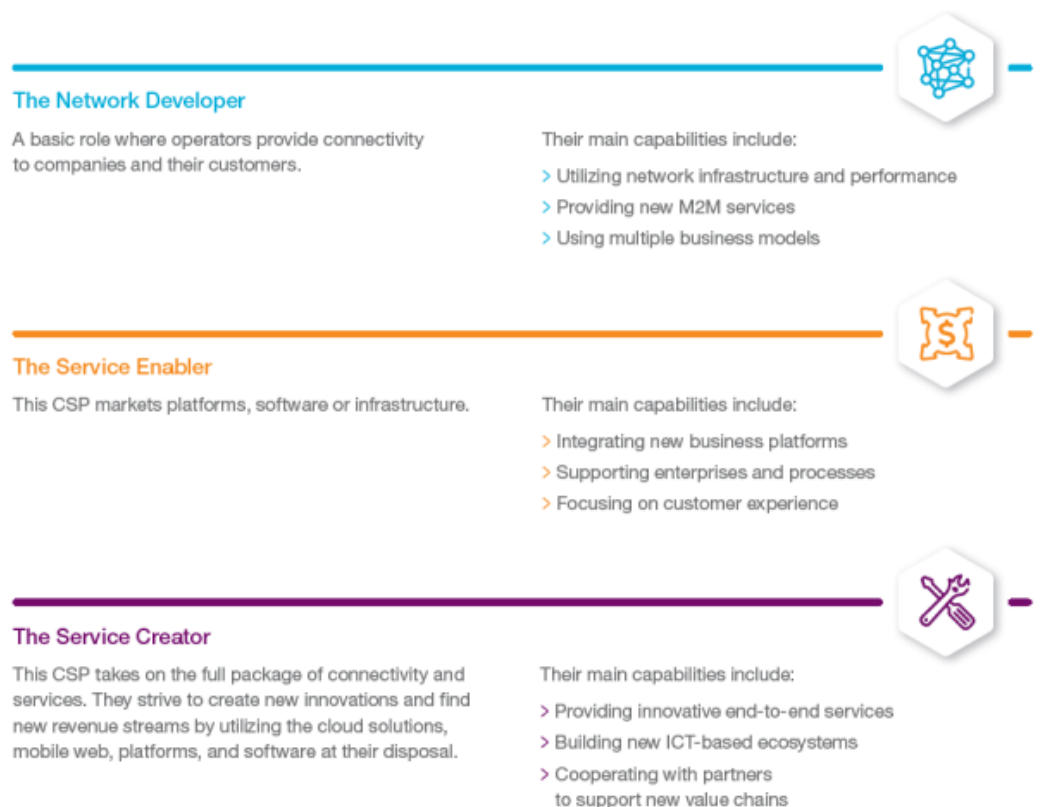 The Network Developer
A basic role where operators provide connectivity
to companies and their customers.
Their main capabilities include:
> Utilizing network infrastructure and performance
> Providing new M2M services
> Using multiple business models
$
The Service Enabler
This CSP markets platforms, software or infrastructure.
Their main capabilities include:
> Integrating new business platforms
> Supporting enterprises and processes
> Focusing on customer experience
The Service Creator
This CSP takes on the full package of connectivity and
services. They strive to create new innovations and find
new revenue streams by utilizing the cloud solutions,
mobile web, platforms, and software at their disposal.
Their main capabilities include:
> Providing innovative end-to-end services
> Building new ICT-based ecosystems
> Cooperating with partners
to support new value chains